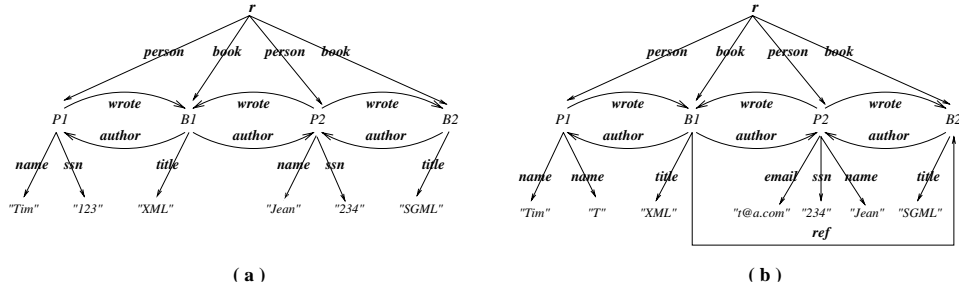 r r
person book person book person book person book
wrote wrote wrote wrote wrote wrote
P1 B1 P2 B2 P1 B1 P2 B2
author author author author author author
name ssn title name ssn title name name title email ssn name title
"Tim" "123" "XML" "Jean" "234" "SGML" "Tim" "T" "XML" "t@a.com" "234" "Jean" "SGML"
ref
( a ) ( b )